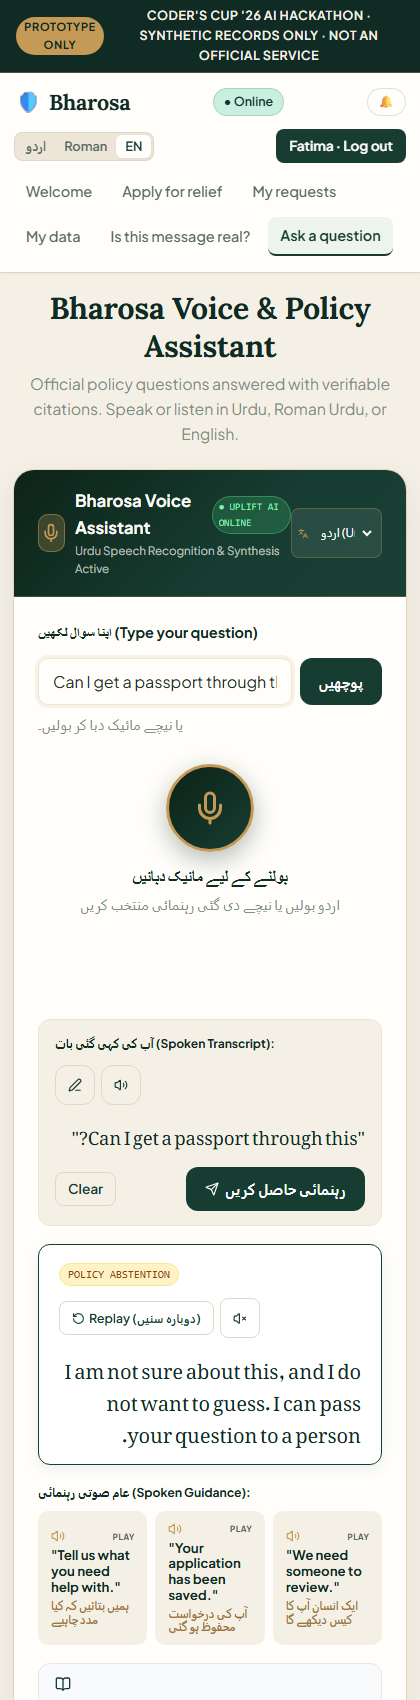 PROTOTYPE
ONLY
CODER'S CUP '26 AI HACKATHON ·
SYNTHETIC RECORDS ONLY · NOT AN
OFFICIAL SERVICE
Bharosa
● Online
اردو
Roman
EN
Fatima · Log out
Welcome
Apply for relief
My requests
My data
Is this message real?
Ask a question
Bharosa Voice & Policy
Assistant
Official policy questions answered with verifiable
citations. Speak or listen in Urdu, Roman Urdu, or
English.
Bharosa Voice
Assistant
Urdu Speech Recognition & Synthesis
Active
● UPLIFT AI
ONLINE
اردو (U
اپنا سوال لکھیں (Type your question)
Can I get a passport through t
پوچھیں
یا نیچے مائیک دبا کر بولیں۔
بولنے کے لیے مائیک دبائیں
اردو بولیں یا نیچے دی گئی رہنمائی منتخب کریں
آپ کی کہی گئی بات (Spoken Transcript):
"?Can I get a passport through this"
Clear
رہنمائی حاصل کریں
POLICY ABSTENTION
Replay (دوبارہ سنیں)
I am not sure about this, and I do
not want to guess. I can pass
.your question to a person
عام صوتی رہنمائی (Spoken Guidance):
PLAY
"Tell us what
you need
help with."
ہمیں بتائیں کہ کیا
مدد چاہیے
PLAY
"Your
application
has been
saved."
آپ کی درخواست
محفوظ ہو گئی
PLAY
"We need
someone to
review."
ایک انسان آپ کا
کیس دیکھے گا